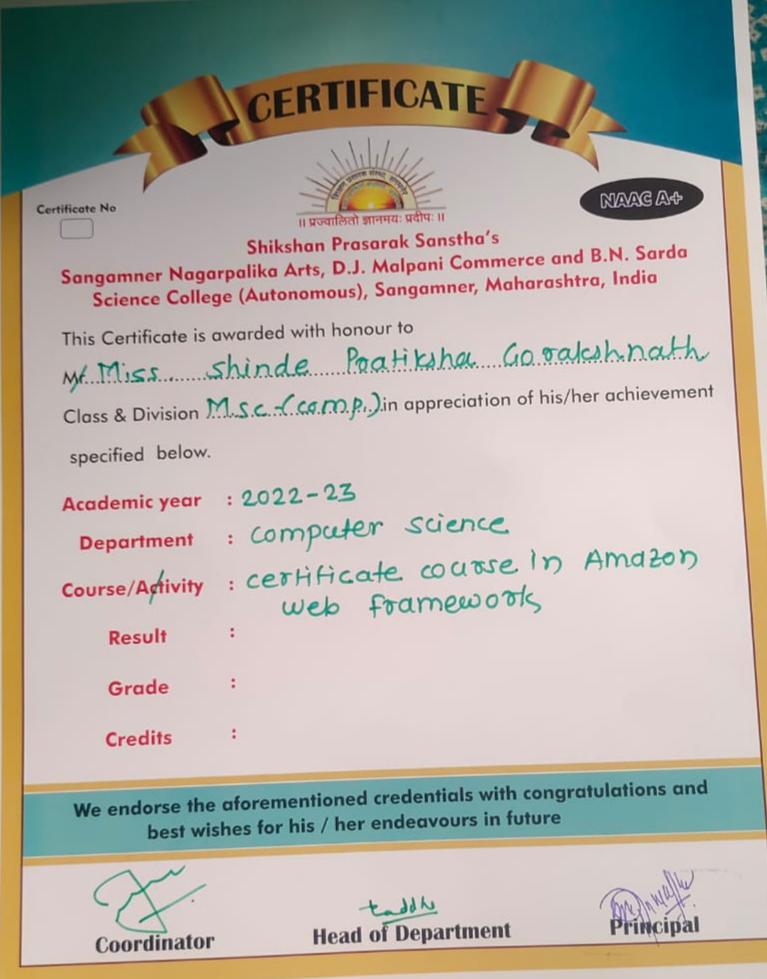 CERTIFICATE
Certificate No
NAAC A+
॥ प्रज्वालितो ज्ञानमयः प्रदीपः ॥
Shikshan Prasarak Sanstha's
Sangamner Nagarpalika Arts, D.J. Malpani Commerce and B.N. Sarda
Science College (Autonomous), Sangamner, Maharashtra, India
This Certificate is awarded with honour to
M/. Miss. Shinde Pratiksha Gorakshnath
Class & Division M.sc.(comp.) in appreciation of his/her achievement
specified below.
Academic year : 2022-23
Department : computer science
Course/Activity : certificate course in Amazon
web frameworks
Result :
Grade :
Credits :
We endorse the aforementioned credentials with congratulations and
best wishes for his / her endeavours in future
Coordinator
Head of Department
Principal